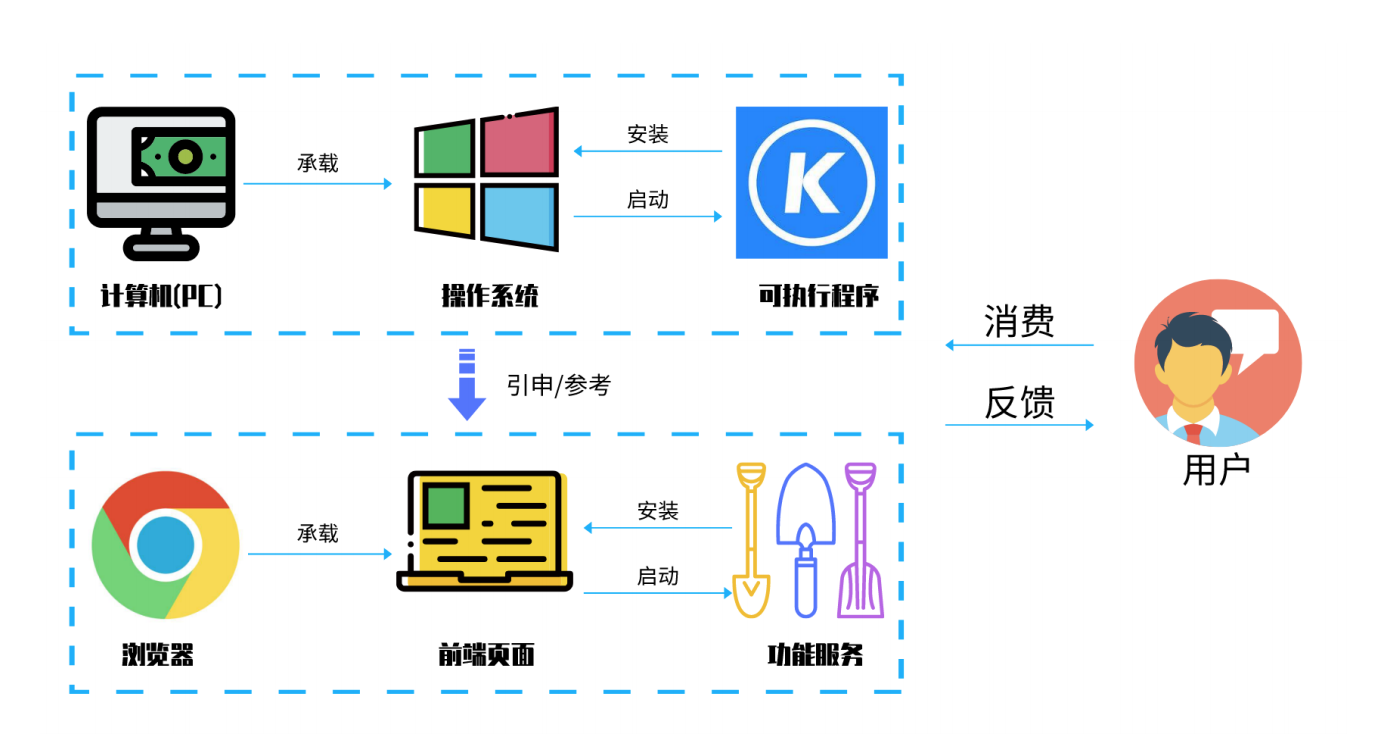 承载
安装
启动
K
计算机(PC)
操作系统
可执行程序
引申/参考
消费
反馈
用户
承载
安装
启动
浏览器
前端页面
功能服务